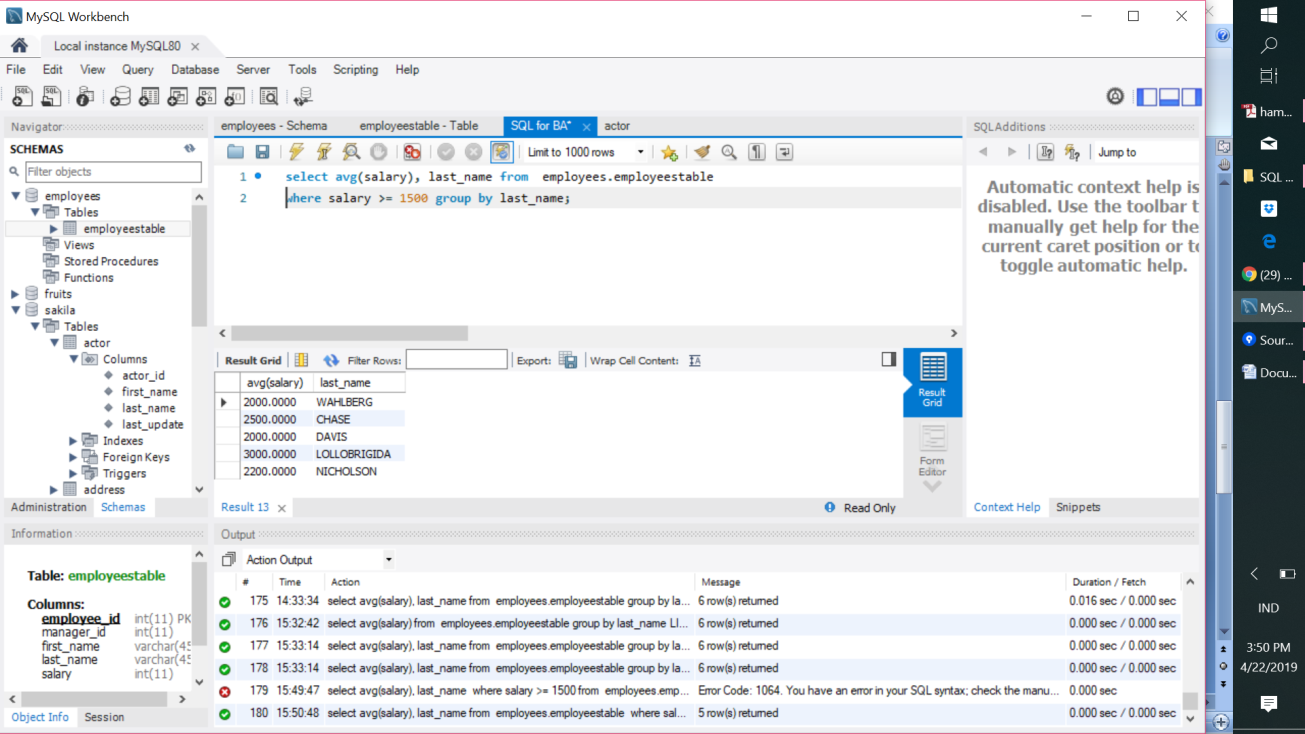 MySQL Workbench
Local instance MySQL80
File Edit View Query Database Server Tools Scripting Help
Navigator
SCHEMAS
Filter objects
employees
Tables
employeestable
Views
Stored Procedures
Functions
fruits
sakila
Tables
actor
Columns
actor_id
first_name
last_name
last_update
Indexes
Foreign Keys
Triggers
address
Administration Schemas
Information
Table: employeestable
Columns:
employee_id int(11) PK
manager_id int(11)
first_name varchar(45
last_name varchar(45
salary int(11)
Object Info Session
employees - Schema employeestable - Table SQL for BA* actor
Limit to 1000 rows
1 select avg(salary), last_name from employees.employeestable
2 where salary >= 1500 group by last_name;
Result Grid Filter Rows: Export: Wrap Cell Content:
avg(salary) last_name
2000.0000 WAHLBERG
2500.0000 CHASE
2000.0000 DAVIS
3000.0000 LOLLOBRIGIDA
2200.0000 NICHOLSON
Result Grid
Form Editor
Result 13
Read Only
SQLAdditions
Jump to
Automatic context help is
disabled. Use the toolbar t
manually get help for the
current caret position or to
toggle automatic help.
Context Help Snippets
Output
Action Output
# Time Action Message Duration / Fetch
175 14:33:34 select avg(salary), last_name from employees.employeestable group by la... 6 row(s) returned 0.016 sec / 0.000 sec
176 15:32:42 select avg(salary) from employees.employeestable group by last_name LI... 6 row(s) returned 0.000 sec / 0.000 sec
177 15:33:14 select avg(salary), last_name from employees.employeestable group by la... 6 row(s) returned 0.000 sec / 0.000 sec
178 15:33:14 select avg(salary), last_name from employees.employeestable group by la... 6 row(s) returned 0.000 sec / 0.000 sec
179 15:49:47 select avg(salary), last_name where salary >= 1500 from employees.emp... Error Code: 1064. You have an error in your SQL syntax; check the manu... 0.000 sec
180 15:50:48 select avg(salary), last_name from employees.employeestable where sal... 5 row(s) returned 0.000 sec / 0.000 sec
ham...
SQL ...
(29) ...
MyS...
Sour...
Docu...
IND
3:50 PM
4/22/2019